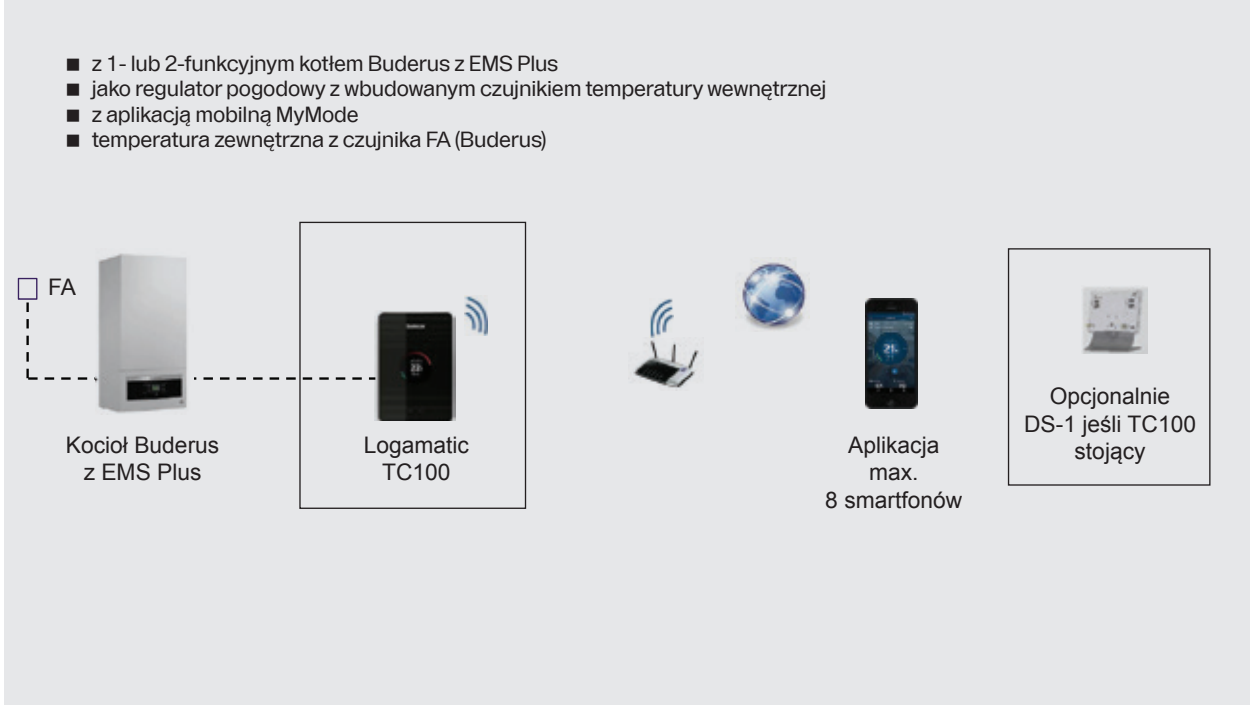 ■ z 1- lub 2-funkcyjnym kotłem Buderus z EMS Plus
■ jako regulator pogodowy z wbudowanym czujnikiem temperatury wewnętrznej
■ z aplikacją mobilną MyMode
■ temperatura zewnętrzna z czujnika FA (Buderus)
FA
Kocioł Buderus
z EMS Plus
Logamatic
TC100
Aplikacja
max.
8 smartfonów
Opcjonalnie
DS-1 jeśli TC100
stojący